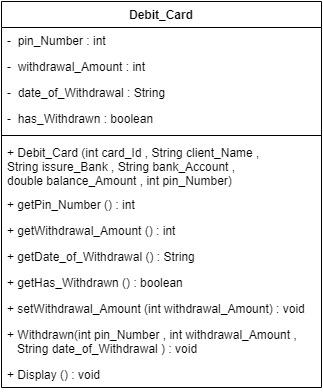 Debit_Card
- pin_Number : int
- withdrawal_Amount : int
- date_of_Withdrawal : String
- has_Withdrawn : boolean
+ Debit_Card (int card_Id , String client_Name ,
String issure_Bank , String bank_Account ,
double balance_Amount , int pin_Number)
+ getPin_Number () : int
+ getWithdrawal_Amount () : int
+ getDate_of_Withdrawal () : String
+ getHas_Withdrawn () : boolean
+ setWithdrawal_Amount (int withdrawal_Amount) : void
+ Withdrawn(int pin_Number , int withdrawal_Amount ,
String date_of_Withdrawal ) : void
+ Display () : void